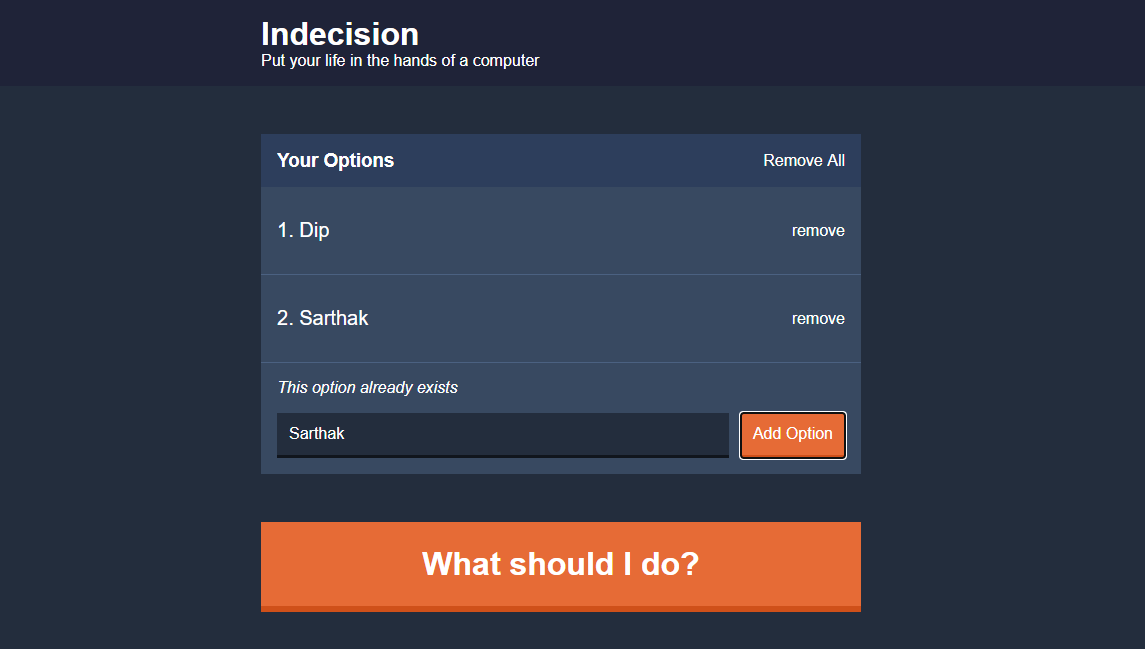 Indecision
Put your life in the hands of a computer
Your Options Remove All
1. Dip remove
2. Sarthak remove
This option already exists
Sarthak Add Option
What should I do?